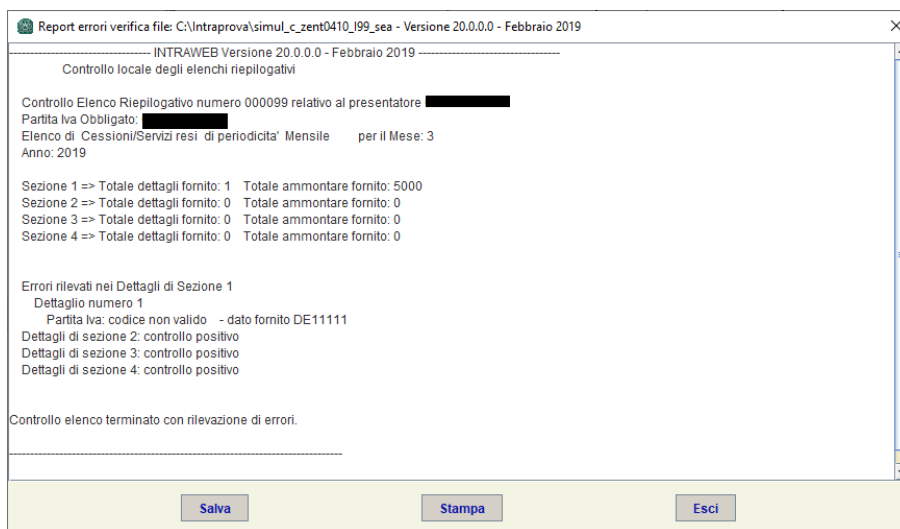 Report errori verifica file: C:\Intraprova\simul_c_zent0410_l99_sea - Versione 20.0.0.0 - Febbraio 2019
---------------------------------- INTRAWEB Versione 20.0.0.0 - Febbraio 2019 ----------------------------------
Controllo locale degli elenchi riepilogativi
Controllo Elenco Riepilogativo numero 000099 relativo al presentatore
Partita Iva Obbligato:
Elenco di Cessioni/Servizi resi di periodicita' Mensile per il Mese: 3
Anno: 2019
Sezione 1 => Totale dettagli fornito: 1 Totale ammontare fornito: 5000
Sezione 2 => Totale dettagli fornito: 0 Totale ammontare fornito: 0
Sezione 3 => Totale dettagli fornito: 0 Totale ammontare fornito: 0
Sezione 4 => Totale dettagli fornito: 0 Totale ammontare fornito: 0
Errori rilevati nei Dettagli di Sezione 1
Dettaglio numero 1
Partita Iva: codice non valido - dato fornito DE11111
Dettagli di sezione 2: controllo positivo
Dettagli di sezione 3: controllo positivo
Dettagli di sezione 4: controllo positivo
Controllo elenco terminato con rilevazione di errori.
--------------------------------------------------------------------------------
Salva Stampa Esci